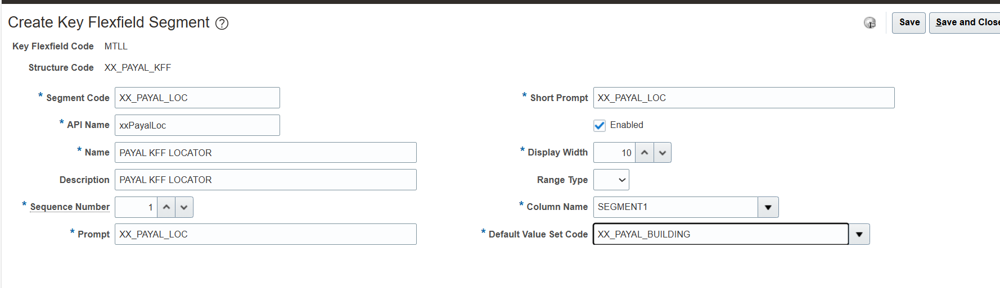 Create Key Flexfield Segment ?
Save
Save and Close
Key Flexfield Code MTLL
Structure Code XX_PAYAL_KFF
* Segment Code XX_PAYAL_LOC
* API Name xxPayalLoc
* Name PAYAL KFF LOCATOR
Description PAYAL KFF LOCATOR
* Sequence Number 1
* Prompt XX_PAYAL_LOC
* Short Prompt XX_PAYAL_LOC
Enabled
* Display Width 10
Range Type
* Column Name SEGMENT1
* Default Value Set Code XX_PAYAL_BUILDING